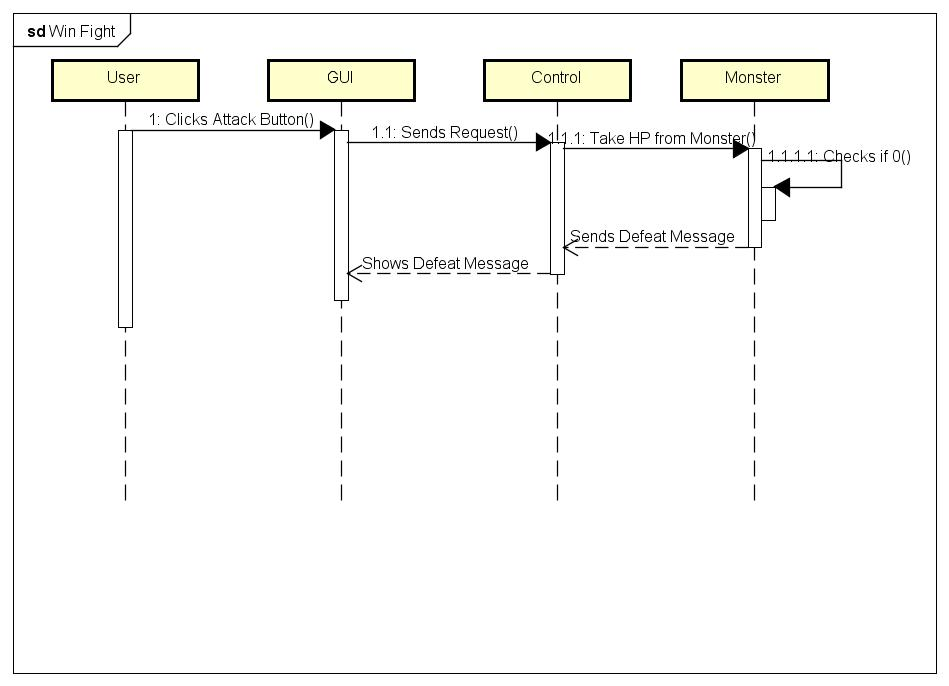 sd Win Fight
User
GUI
Control
Monster
1: Clicks Attack Button()
1.1: Sends Request()
1.1.1: Take HP from Monster()
1.1.1.1: Checks if 0()
Sends Defeat Message
Shows Defeat Message